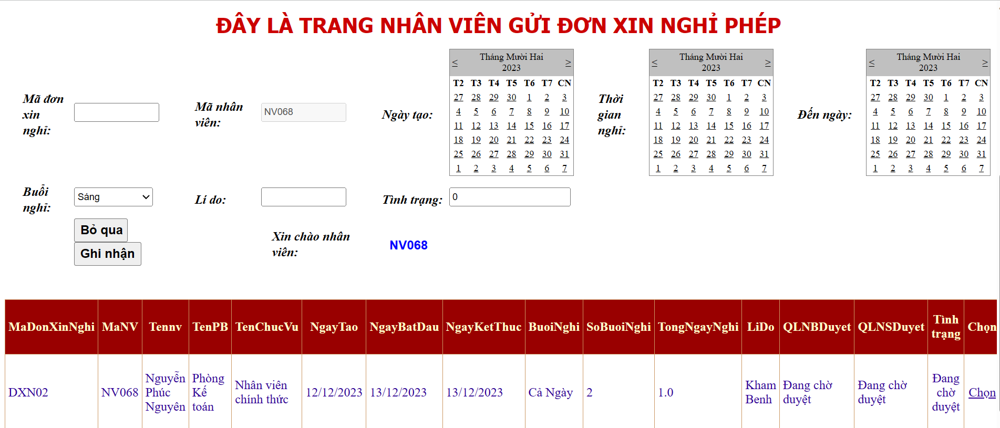 ĐÂY LÀ TRANG NHÂN VIÊN GỬI ĐƠN XIN NGHỈ PHÉP
Mã đơn
xin
nghỉ:
Mã nhân
viên:
NV068
Ngày tạo:
< Tháng Mười Hai >
2023
T2 T3 T4 T5 T6 T7 CN
27 28 29 30 1 2 3
4 5 6 7 8 9 10
11 12 13 14 15 16 17
18 19 20 21 22 23 24
25 26 27 28 29 30 31
1 2 3 4 5 6 7
Thời
gian
nghỉ:
< Tháng Mười Hai >
2023
T2 T3 T4 T5 T6 T7 CN
27 28 29 30 1 2 3
4 5 6 7 8 9 10
11 12 13 14 15 16 17
18 19 20 21 22 23 24
25 26 27 28 29 30 31
1 2 3 4 5 6 7
Đến ngày:
< Tháng Mười Hai >
2023
T2 T3 T4 T5 T6 T7 CN
27 28 29 30 1 2 3
4 5 6 7 8 9 10
11 12 13 14 15 16 17
18 19 20 21 22 23 24
25 26 27 28 29 30 31
1 2 3 4 5 6 7
Buổi
nghỉ:
Sáng
Lí do:
Tình trạng:
0
Bỏ qua
Ghi nhận
Xin chào nhân
viên:
NV068
MaDonXinNghi MaNV Tennv TenPB TenChucVu NgayTao NgayBatDau NgayKetThuc BuoiNghi SoBuoiNghi TongNgayNghi LiDo QLNBDuyet QLNSDuyet Tình
trạng Chọn
DXN02
NV068
Nguyễn
Phúc
Nguyên
Phòng
Kế
toán
Nhân viên
chính thức
12/12/2023
13/12/2023
13/12/2023
Cả Ngày
2
1.0
Kham
Benh
Đang chờ
duyệt
Đang chờ
duyệt
Đang
chờ
duyệt
Chọn